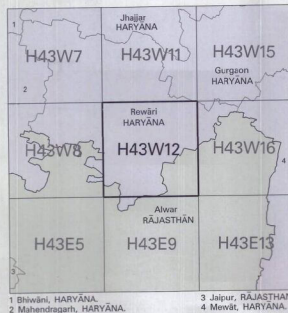 1
Jhajjar
HARYĀNA
H43W7
H43W11
H43W15
Gurgaon
HARYĀNA
2
Rewāri
HARYĀNA
H43W8
H43W12
H43W16
4
Alwar
RĀJASTHĀN
H43E5
H43E9
H43E13
3
1 Bhiwāni, HARYĀNA.
2 Mahendragarh, HARYĀNA.
3 Jaipur, RĀJASTHAN
4 Mewāt, HARYĀNA.